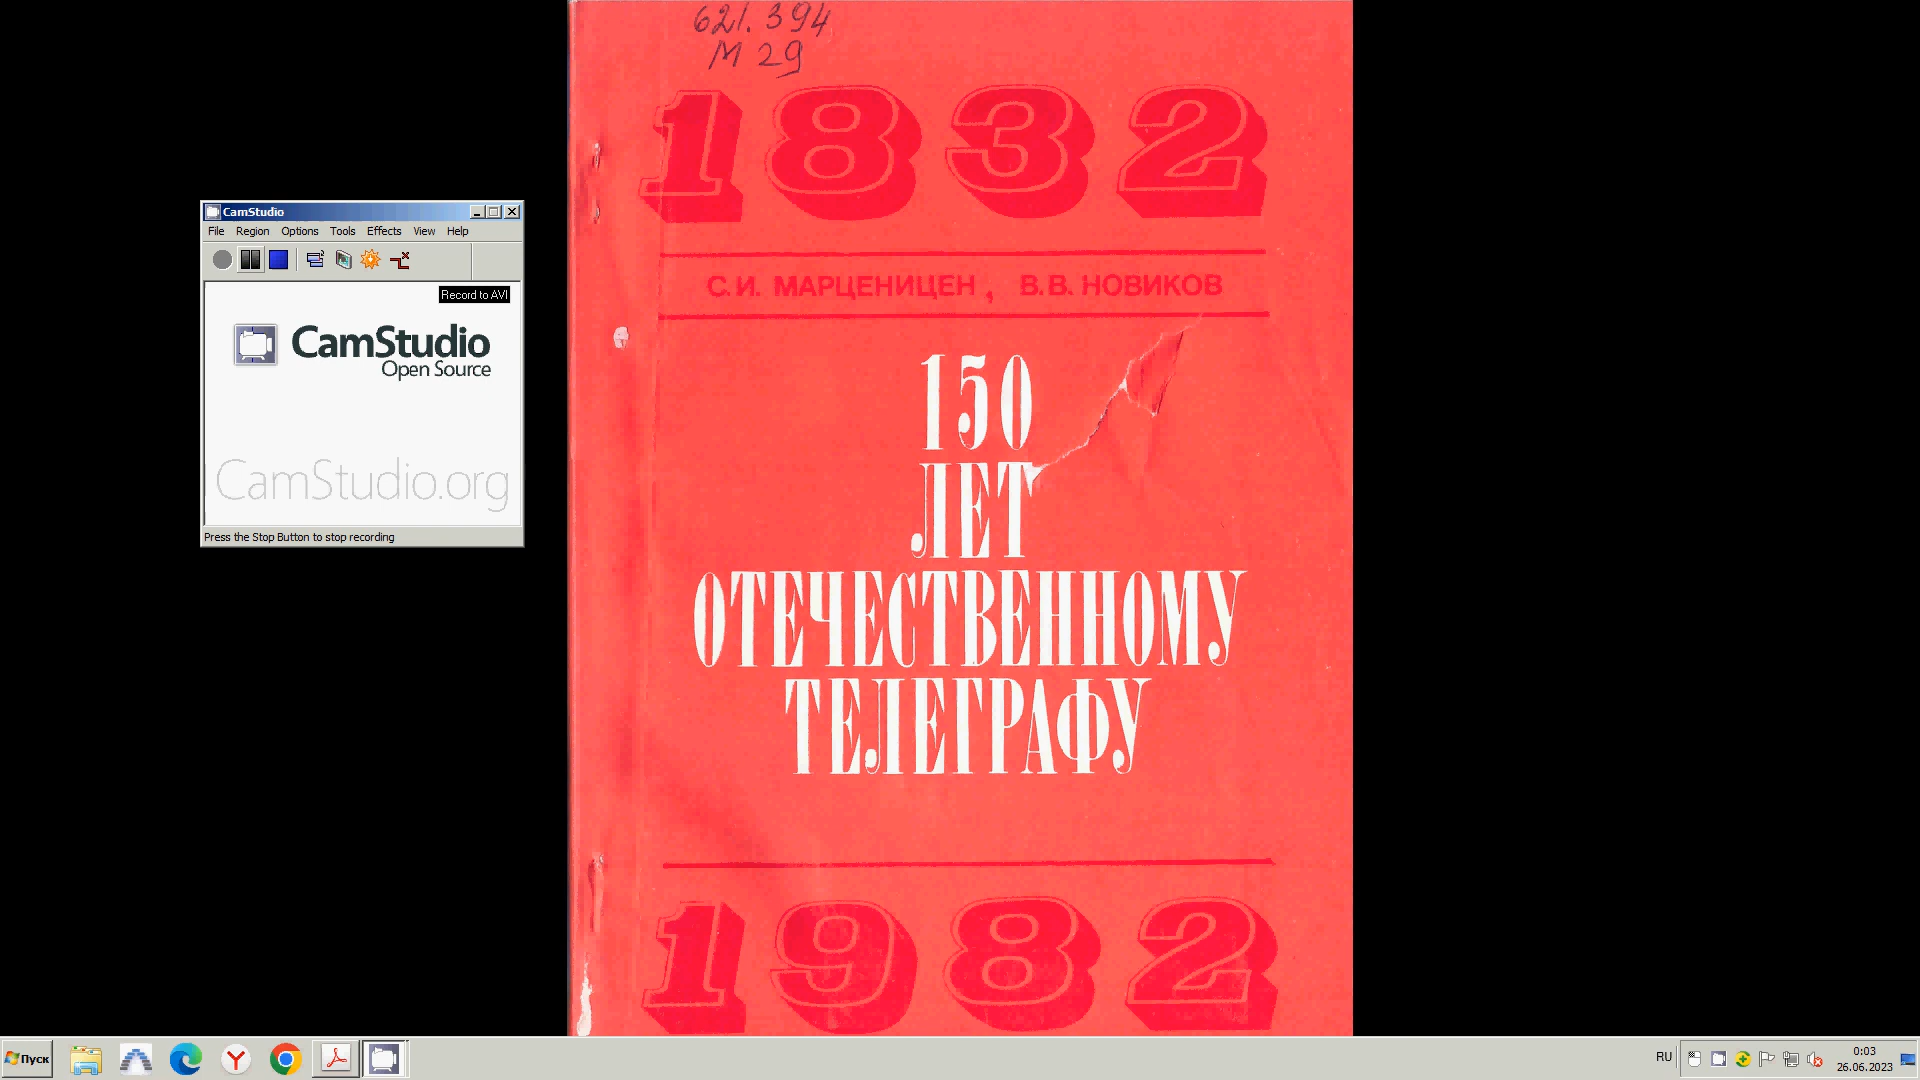 621.394
М 29
1832
С.И. МАРЦЕНИЦЕН, В.В. НОВИКОВ
150
ЛЕТ
ОТЕЧЕСТВЕННОМУ
ТЕЛЕГРАФУ
1982
CamStudio
File Region Options Tools Effects View Help
Record to AVI
CamStudio
Open Source
CamStudio.org
Press the Stop Button to stop recording
Пуск
RU
0:03
26.06.2023